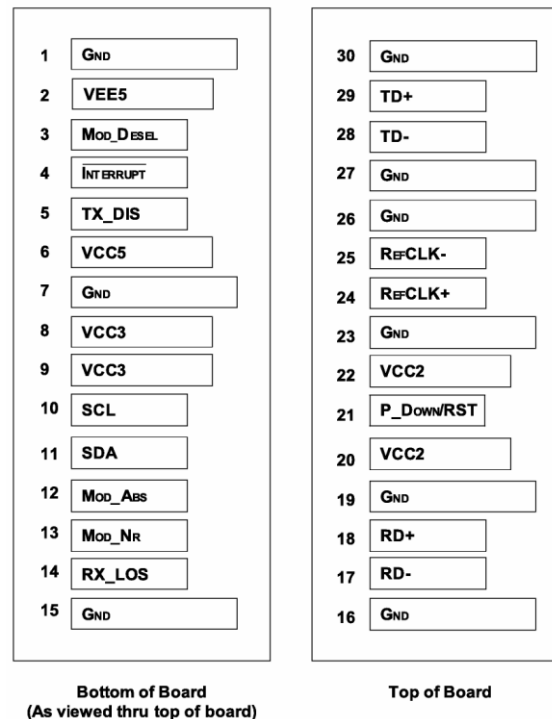 1 GND
2 VEE5
3 MOD_DESEL
4 INTERRUPT
5 TX_DIS
6 VCC5
7 GND
8 VCC3
9 VCC3
10 SCL
11 SDA
12 MOD_ABS
13 MOD_NR
14 RX_LOS
15 GND
Bottom of Board
(As viewed thru top of board)
30 GND
29 TD+
28 TD-
27 GND
26 GND
25 REFCLK-
24 REFCLK+
23 GND
22 VCC2
21 P_DOWN/RST
20 VCC2
19 GND
18 RD+
17 RD-
16 GND
Top of Board